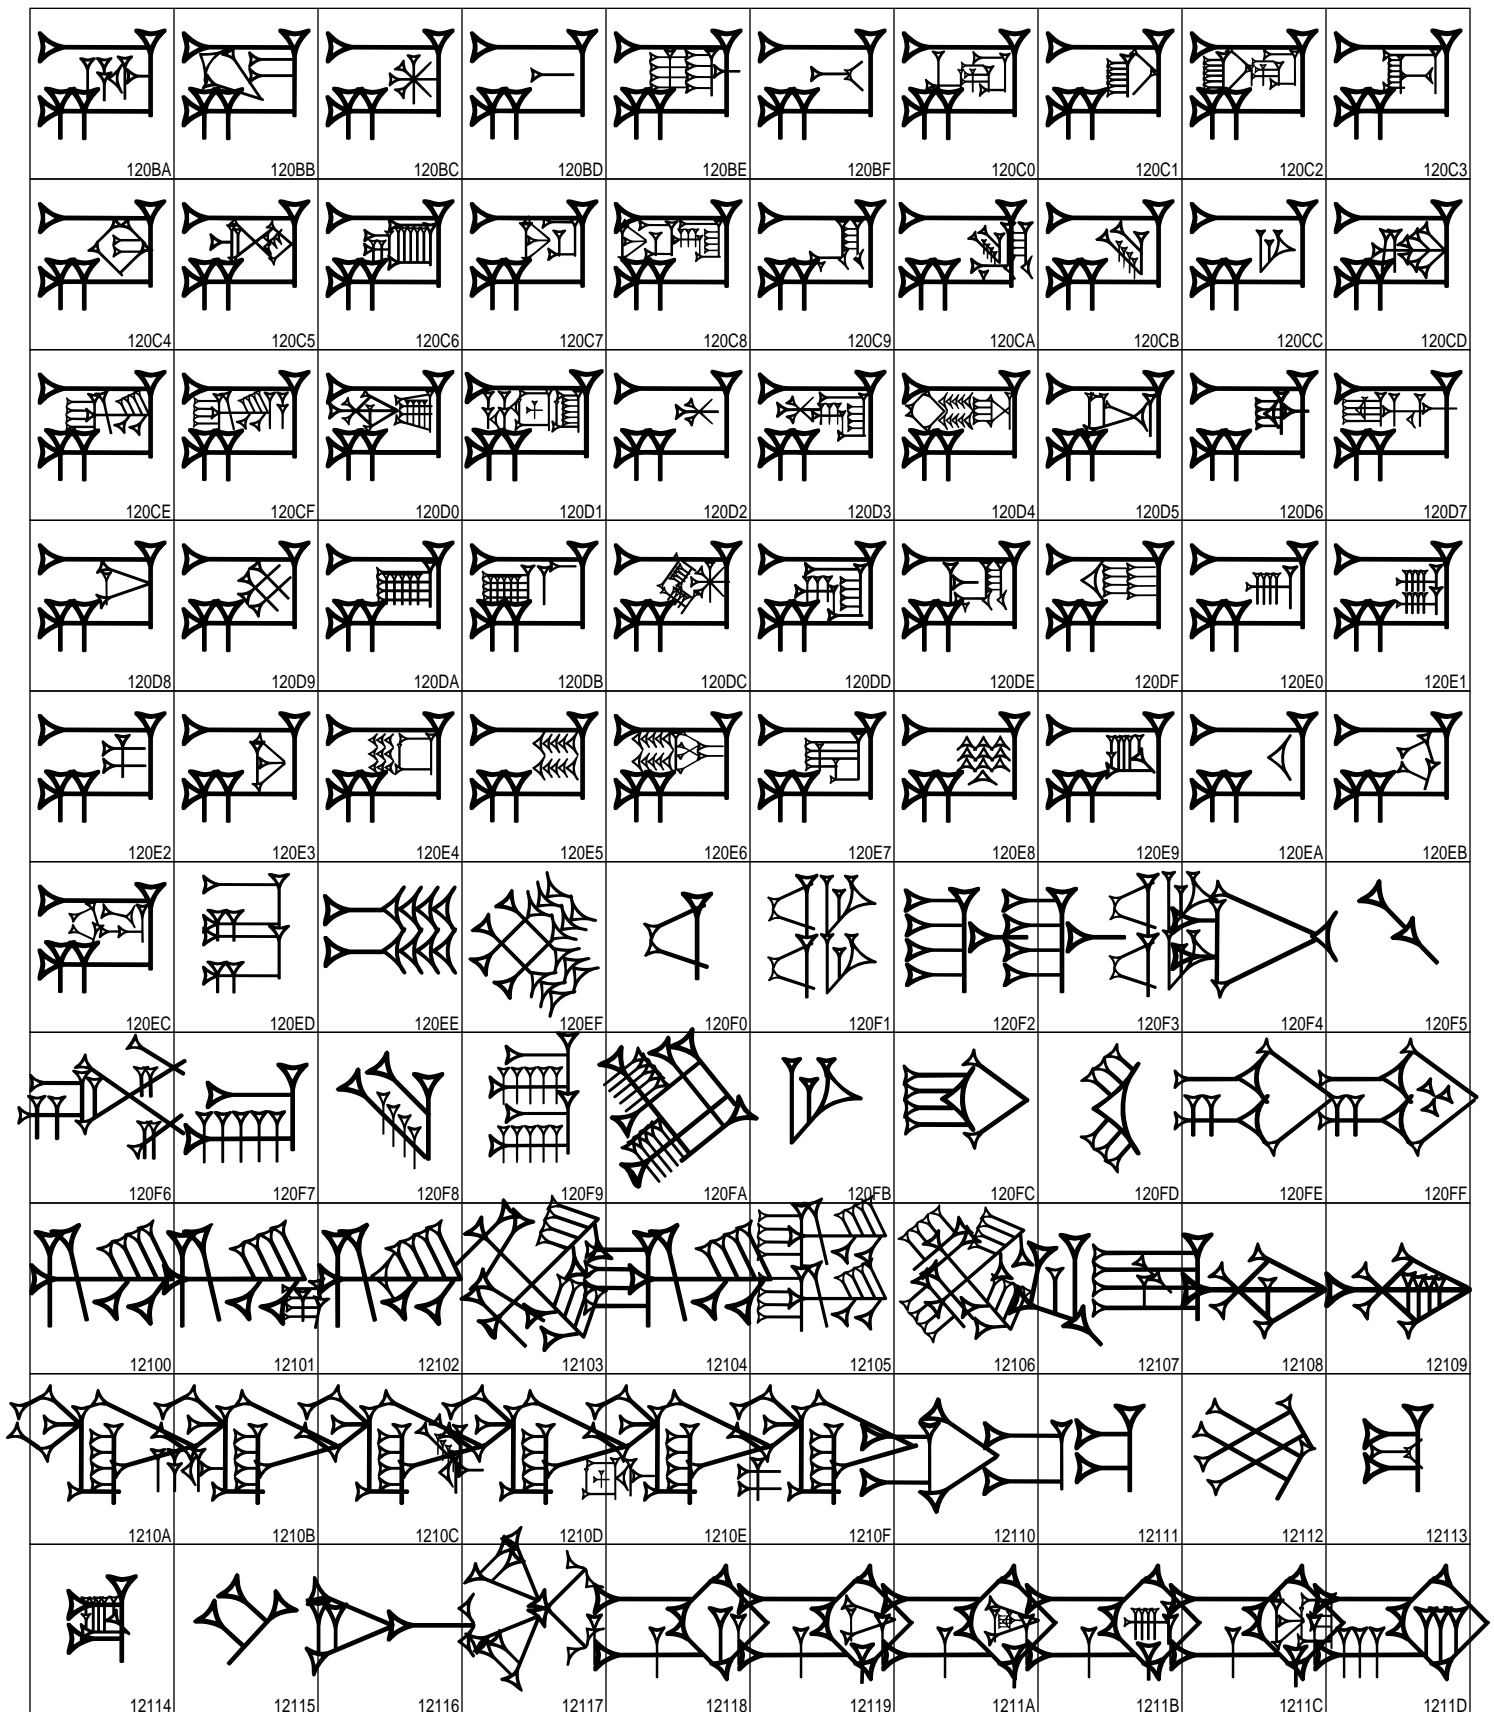 𒂺 𒂻 𒂼 𒂽 𒂾 𒂿 𒃀 𒃁 𒃂 𒃃
120BA 120BB 120BC 120BD 120BE 120BF 120C0 120C1 120C2 120C3
𒃄 𒃅 𒃆 𒃇 𒃈 𒃉 𒃊 𒃋 𒃌 𒃍
120C4 120C5 120C6 120C7 120C8 120C9 120CA 120CB 120CC 120CD
𒃎 𒃏 𒃐 𒃑 𒃒 𒃓 𒃔 𒃕 𒃖 𒃗
120CE 120CF 120D0 120D1 120D2 120D3 120D4 120D5 120D6 120D7
𒃘 𒃙 𒃚 𒃛 𒃜 𒃝 𒃞 𒃟 𒃠 𒃡
120D8 120D9 120DA 120DB 120DC 120DD 120DE 120DF 120E0 120E1
𒃢 𒃣 𒃤 𒃥 𒃦 𒃧 𒃨 𒃩 𒃪 𒃫
120E2 120E3 120E4 120E5 120E6 120E7 120E8 120E9 120EA 120EB
𒃬 𒃭 𒃮 𒃯 𒃰 𒃱 𒃲 𒃳 𒃴 𒃵
120EC 120ED 120EE 120EF 120F0 120F1 120F2 120F3 120F4 120F5
𒃶 𒃷 𒃸 𒃹 𒃺 𒃻 𒃼 𒃽 𒃾 𒃿
120F6 120F7 120F8 120F9 120FA 120FB 120FC 120FD 120FE 120FF
𒄀 𒄁 𒄂 𒄃 𒄄 𒄅 𒄆 𒄇 𒄈 𒄉
12100 12101 12102 12103 12104 12105 12106 12107 12108 12109
𒄊 𒄋 𒄌 𒄍 𒄎 𒄏 𒄐 𒄑 𒄒 𒄓
1210A 1210B 1210C 1210D 1210E 1210F 12110 12111 12112 12113
𒄔 𒄕 𒄖 𒄗 𒄘 𒄙 𒄚 𒄛 𒄜 𒄝
12114 12115 12116 12117 12118 12119 1211A 1211B 1211C 1211D